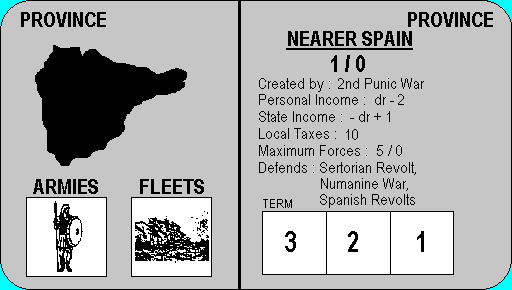 PROVINCE
ARMIES
FLEETS
PROVINCE
NEARER SPAIN
1 / 0
Created by : 2nd Punic War
Personal Income : dr - 2
State Income : - dr + 1
Local Taxes : 10
Maximum Forces : 5 / 0
Defends : Sertorian Revolt,
Numanine War,
Spanish Revolts
TERM
3 2 1